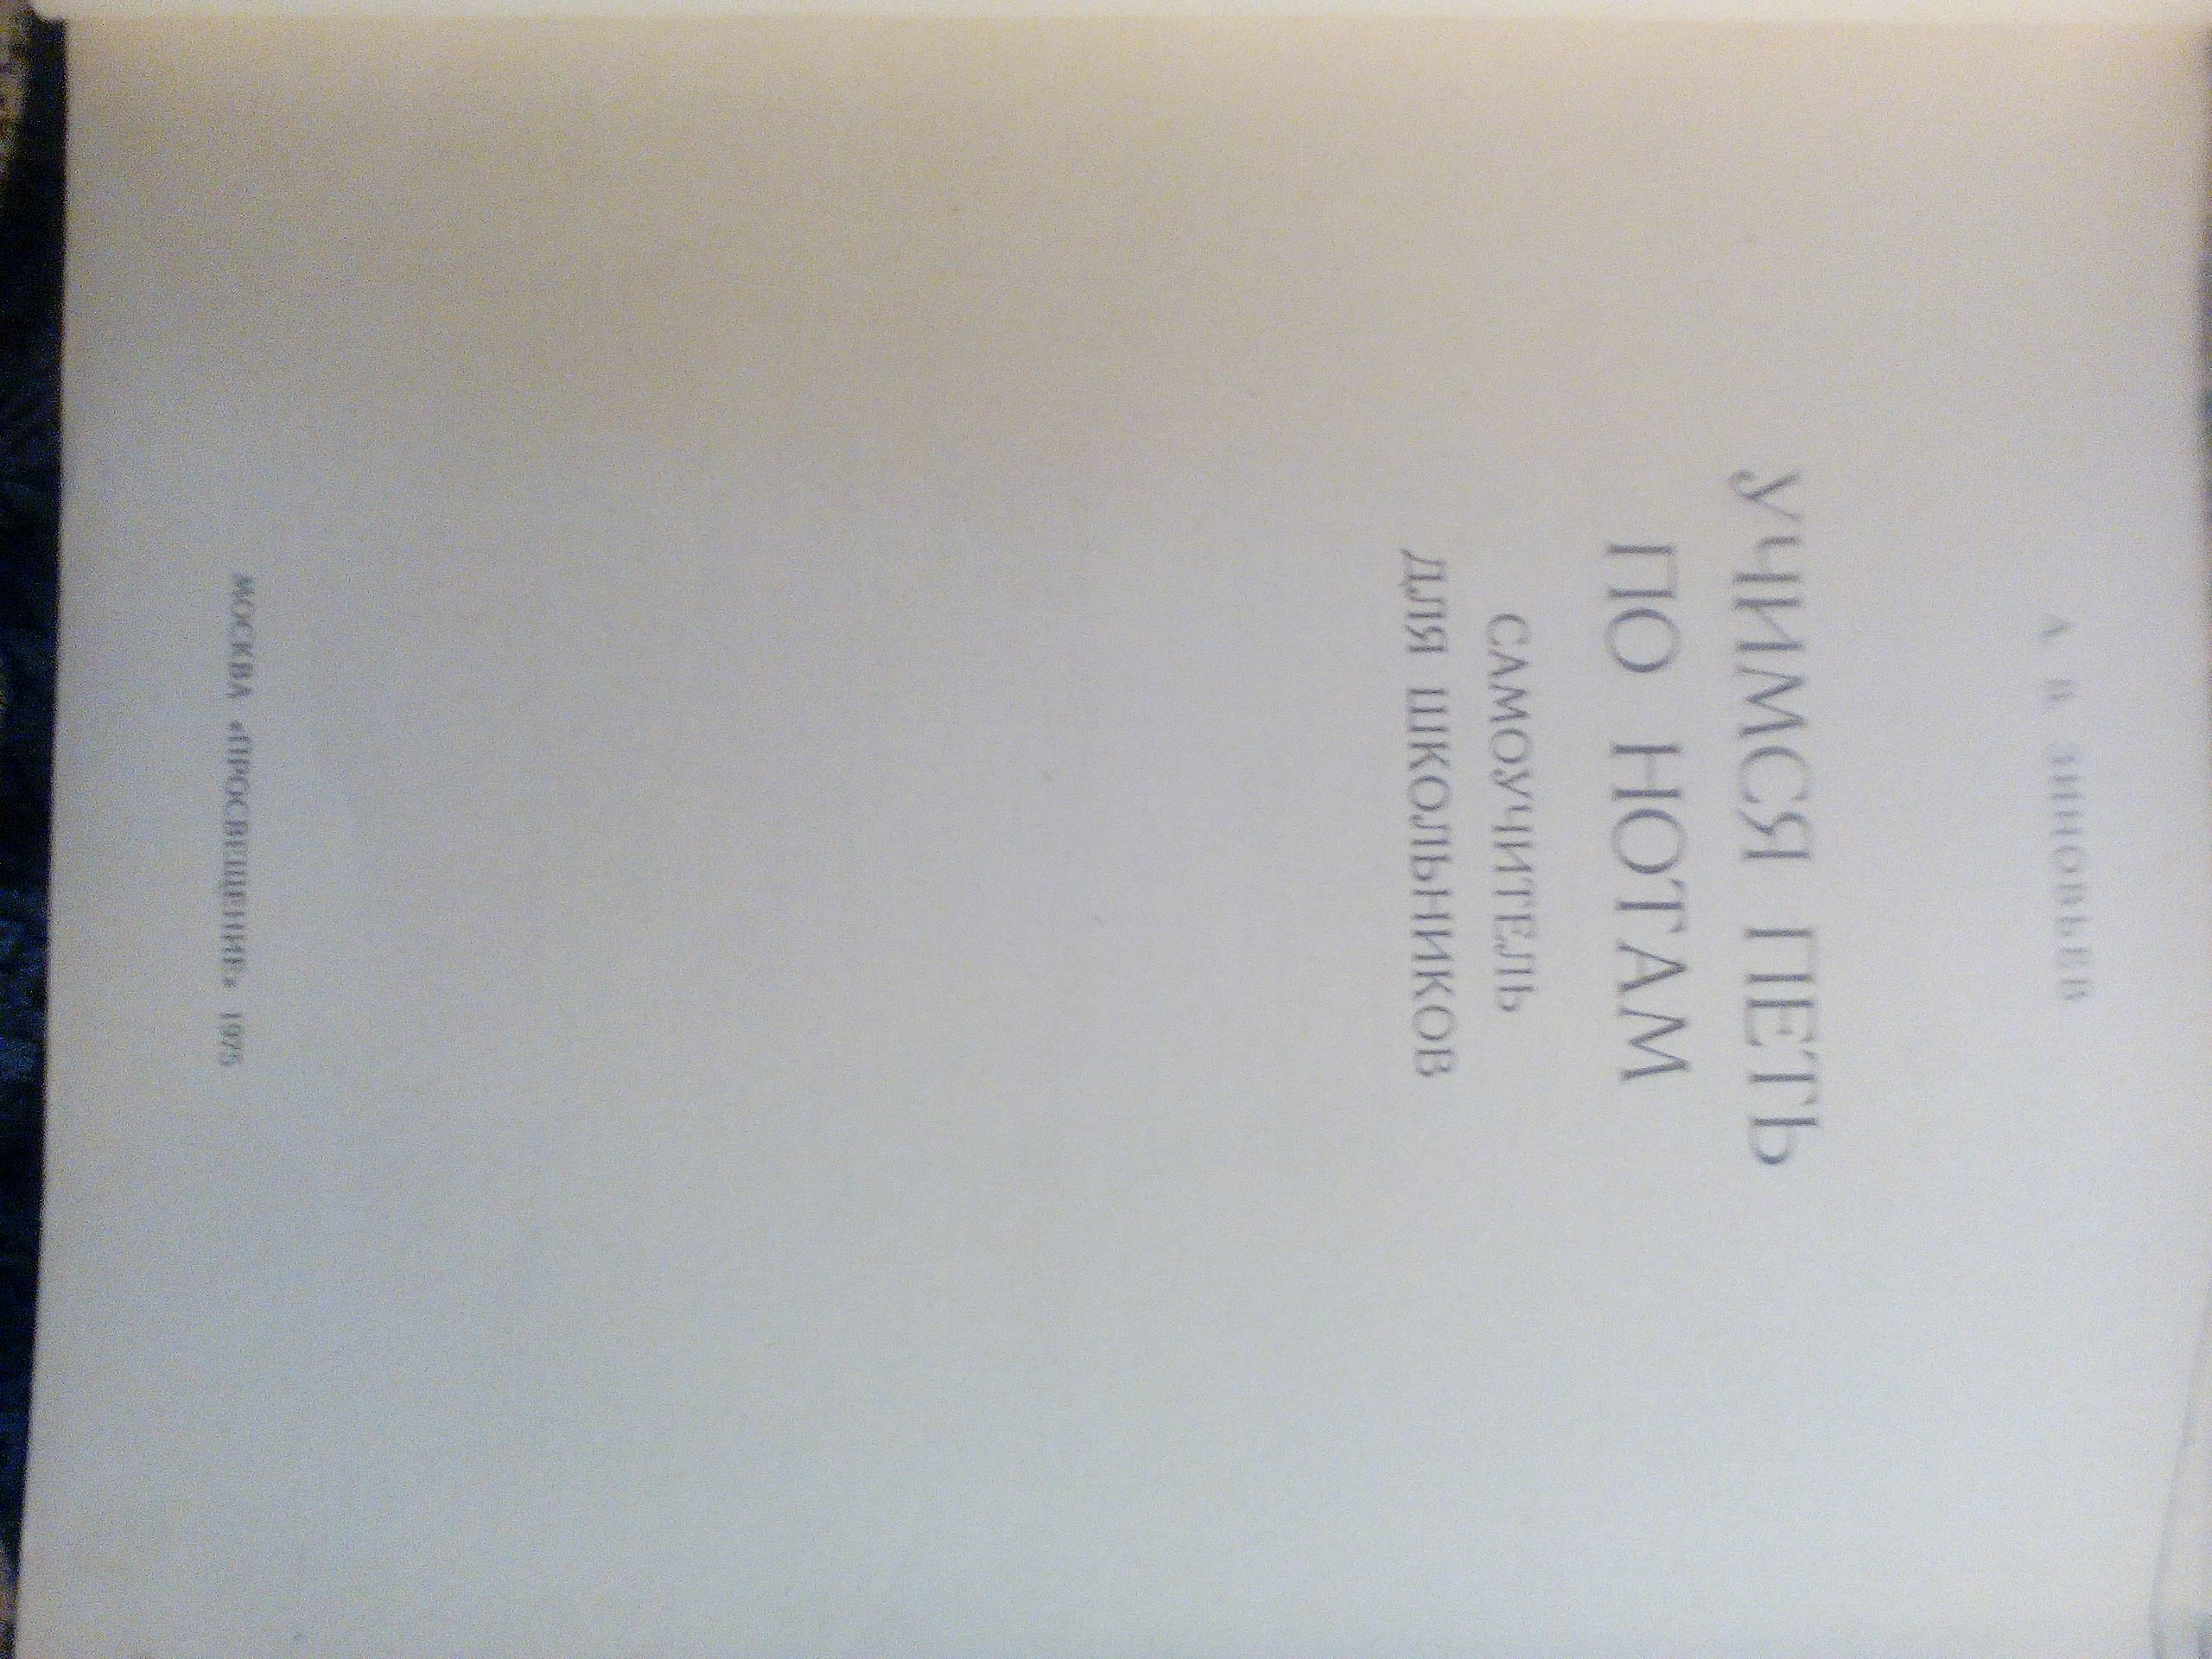 А В ЗИНОВЬЕВ
УЧИМСЯ ПЕТЬ
ПО НОТАМ
САМОУЧИТЕЛЬ
ДЛЯ ШКОЛЬНИКОВ
МОСКВА «ПРОСВЕЩЕНИЕ» 1975